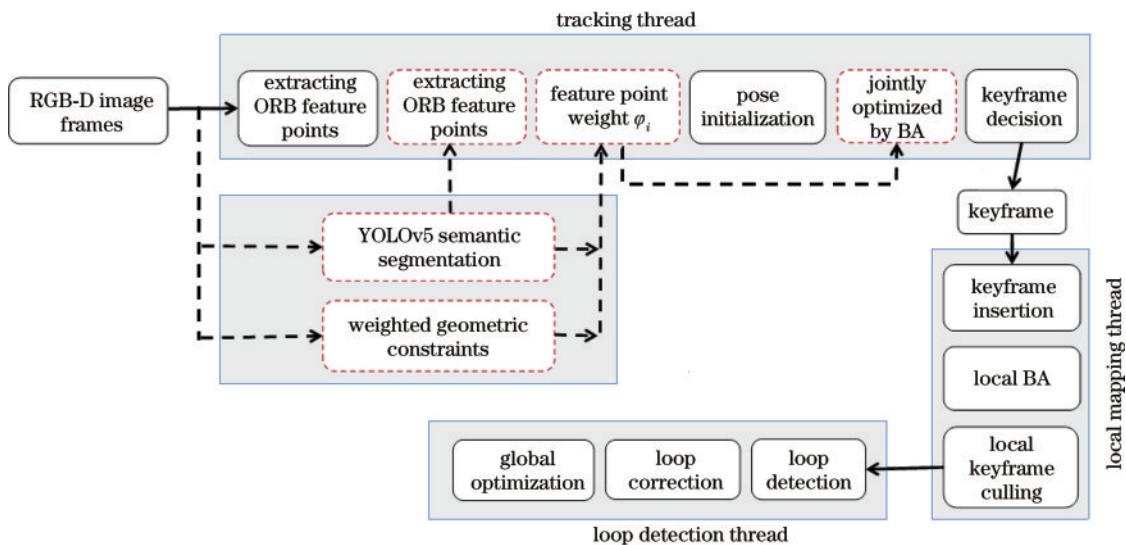 tracking thread
RGB-D image
frames
extracting
ORB feature
points
extracting
ORB feature
points
feature point
weight φᵢ
pose
initialization
jointly
optimized
by BA
keyframe
decision
keyframe
YOLOv5 semantic
segmentation
weighted geometric
constraints
keyframe
insertion
local BA
local
keyframe
culling
local mapping thread
global
optimization
loop
correction
loop
detection
loop detection thread